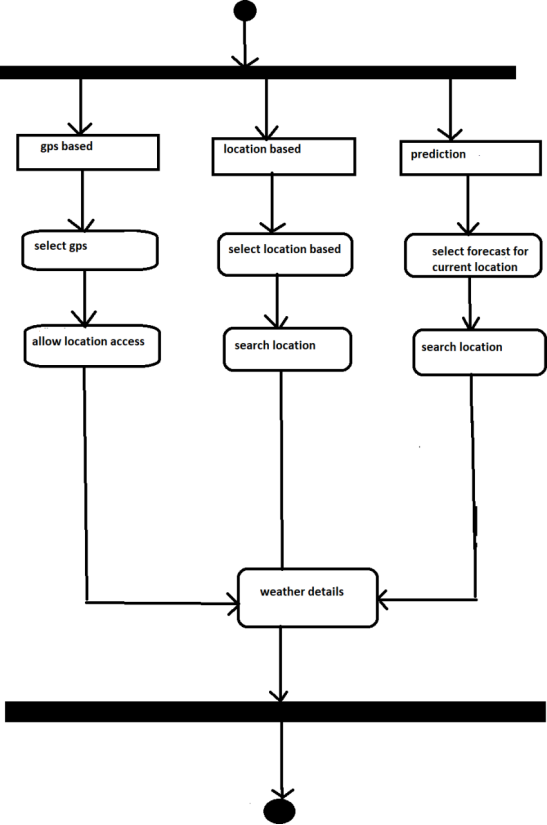 gps based
location based
prediction
select gps
select location based
select forecast for
current location
allow location access
search location
search location
weather details